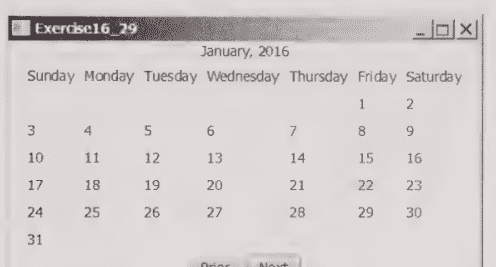 Exercise16_29
January, 2016
Sunday Monday Tuesday Wednesday Thursday Friday Saturday
1 2
3 4 5 6 7 8 9
10 11 12 13 14 15 16
17 18 19 20 21 22 23
24 25 26 27 28 29 30
31
Prior Next